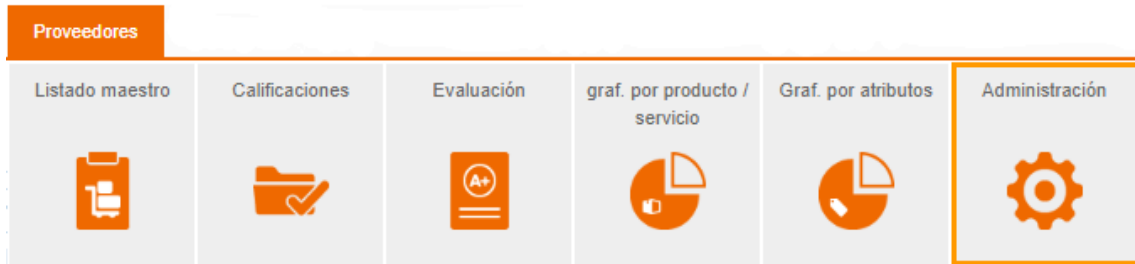 Proveedores
Listado maestro
Calificaciones
Evaluación
graf. por producto /
servicio
Graf. por atributos
Administración
A+